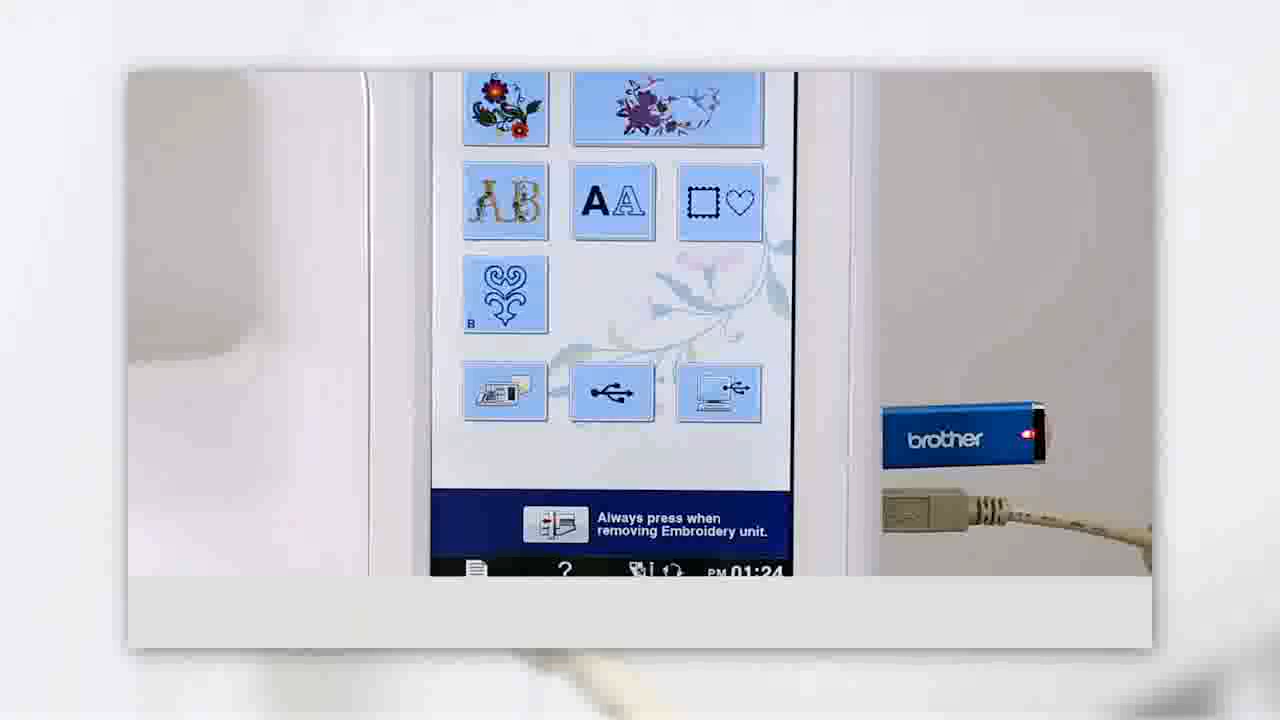 AB
AA
B
brother
Always press when
removing Embroidery unit.
? PM 01:24